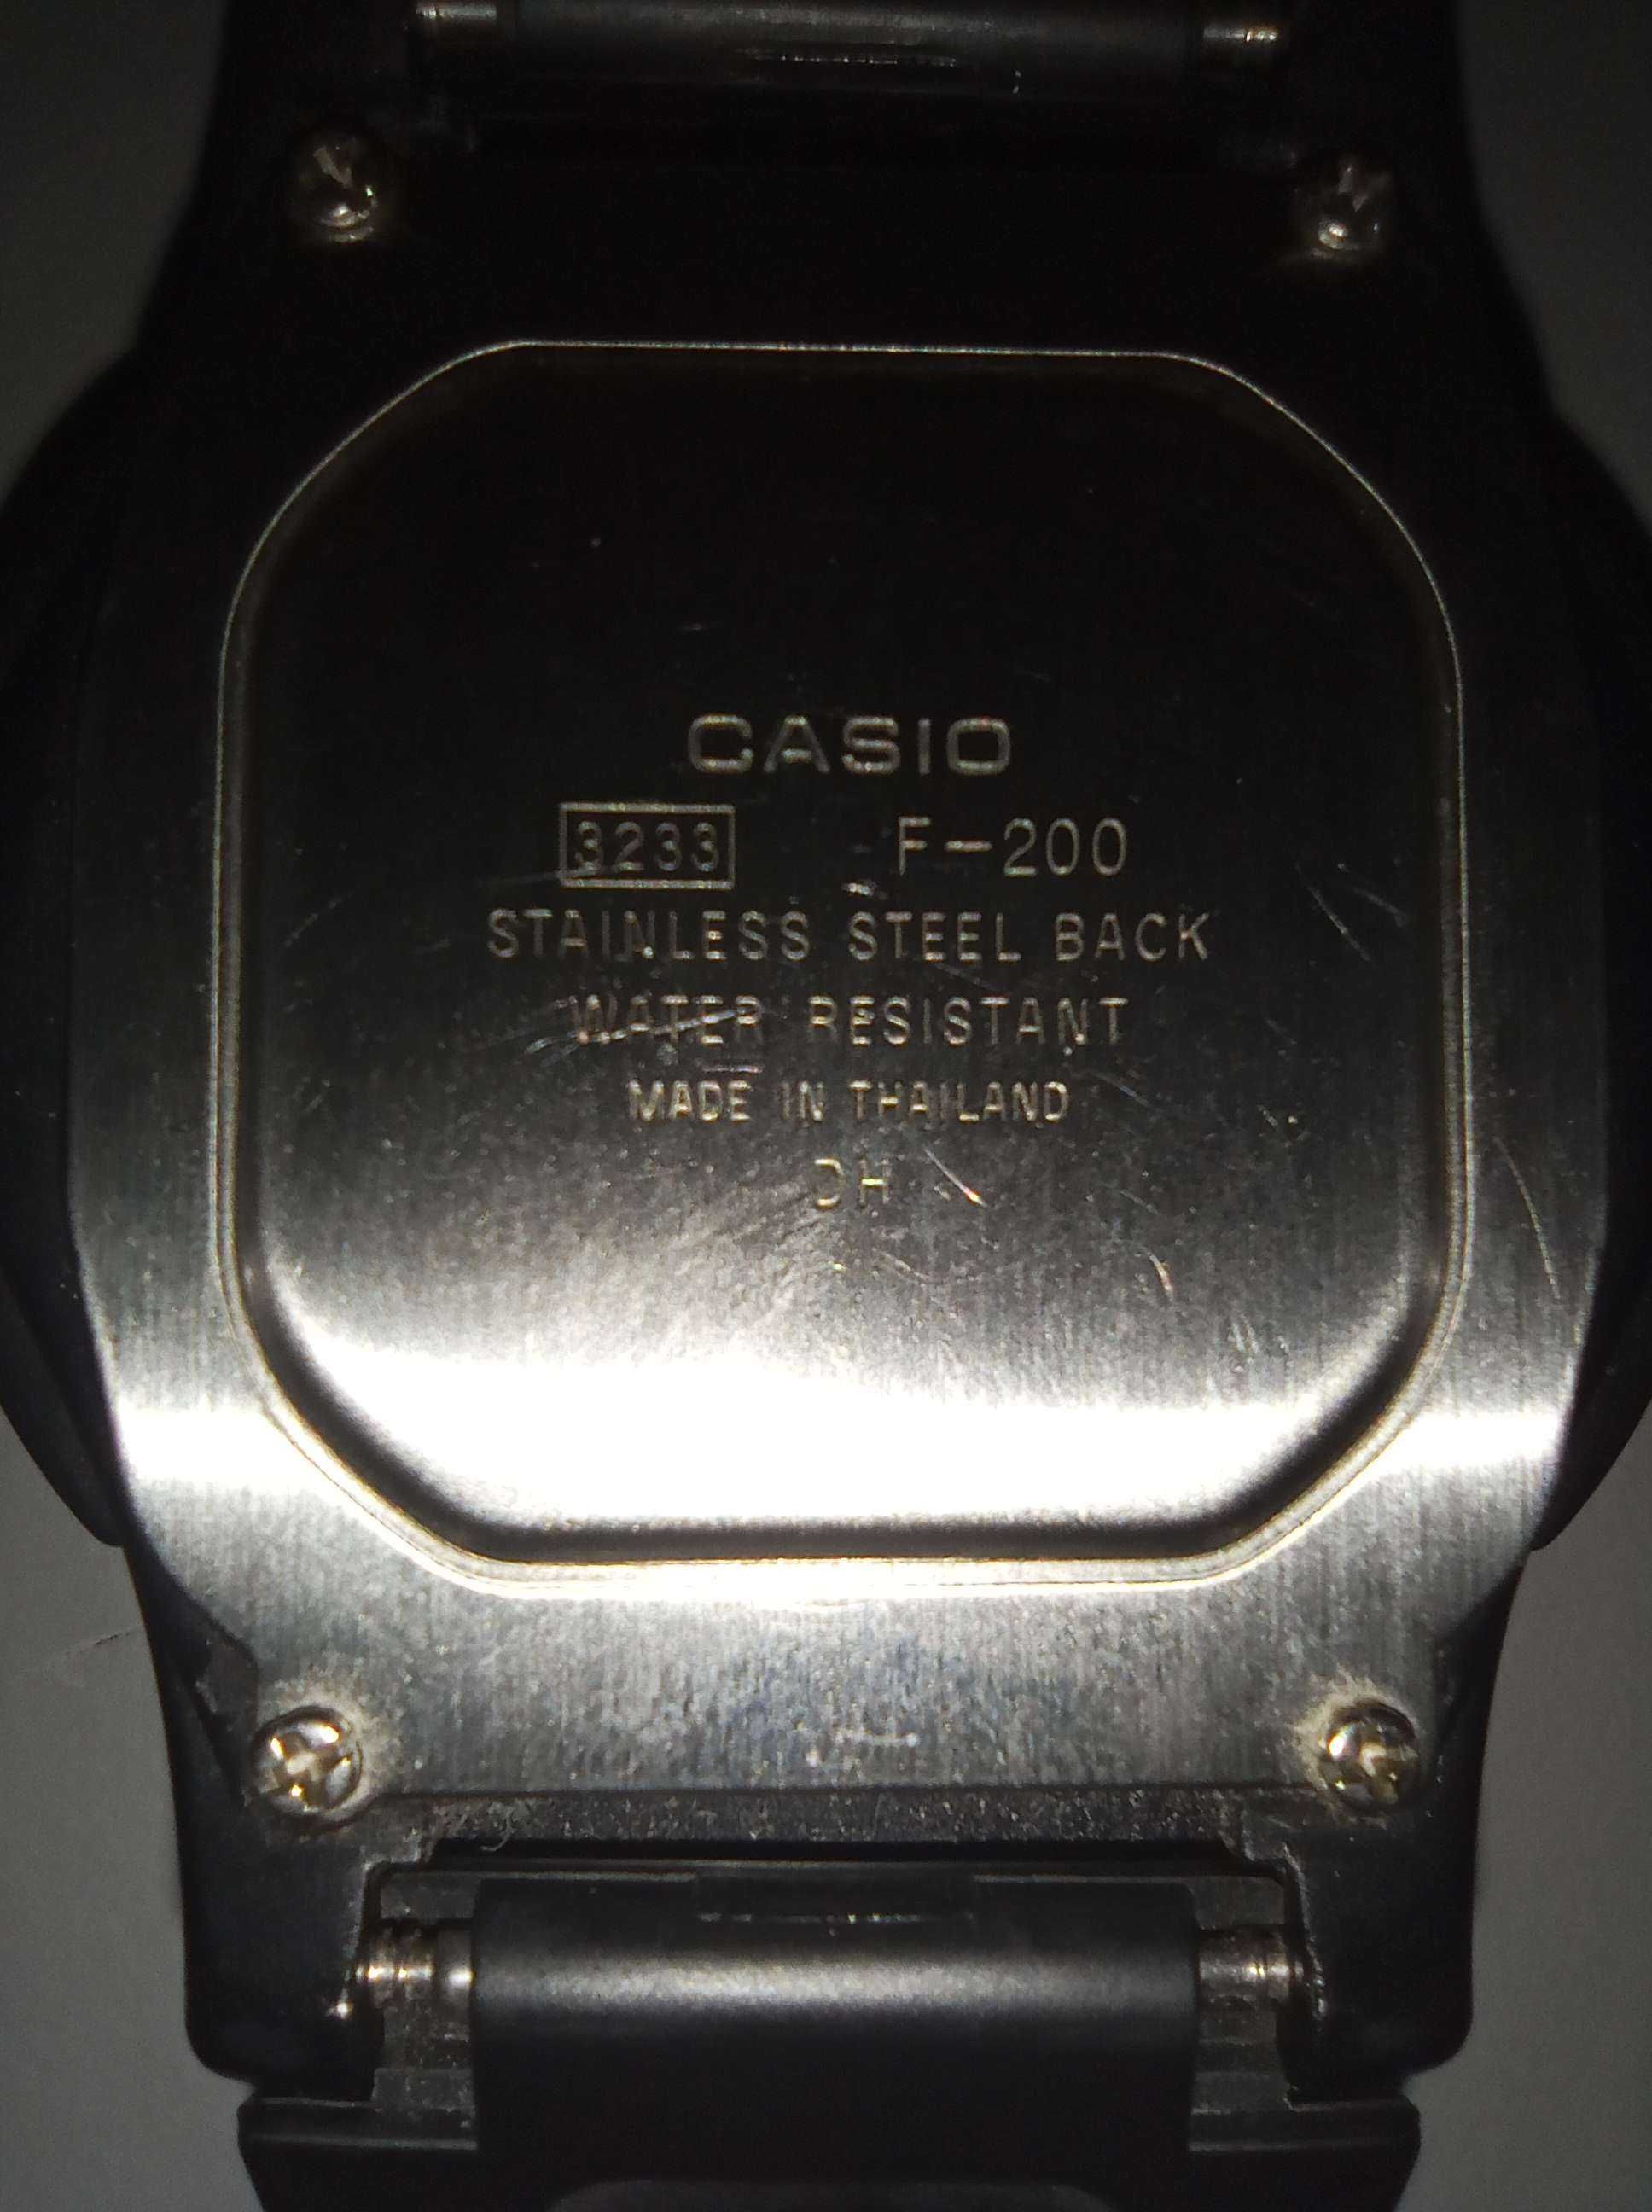 CASIO
3233 F-200
STAINLESS STEEL BACK
WATER RESISTANT
MADE IN THAILAND
DH